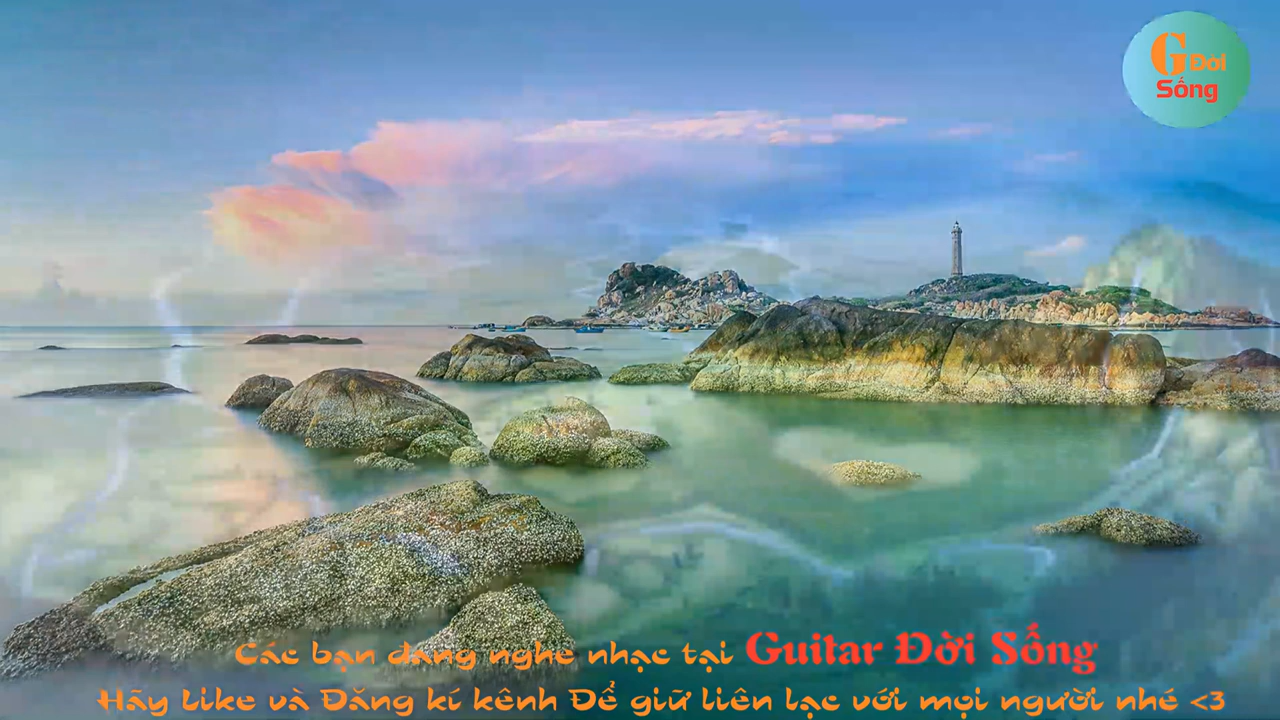 G Đời
Sống
Các bạn đang nghe nhạc tại Guitar Đời Sống
Hãy Like và Đăng kí kênh Để giữ liên lạc với mọi người nhé <3